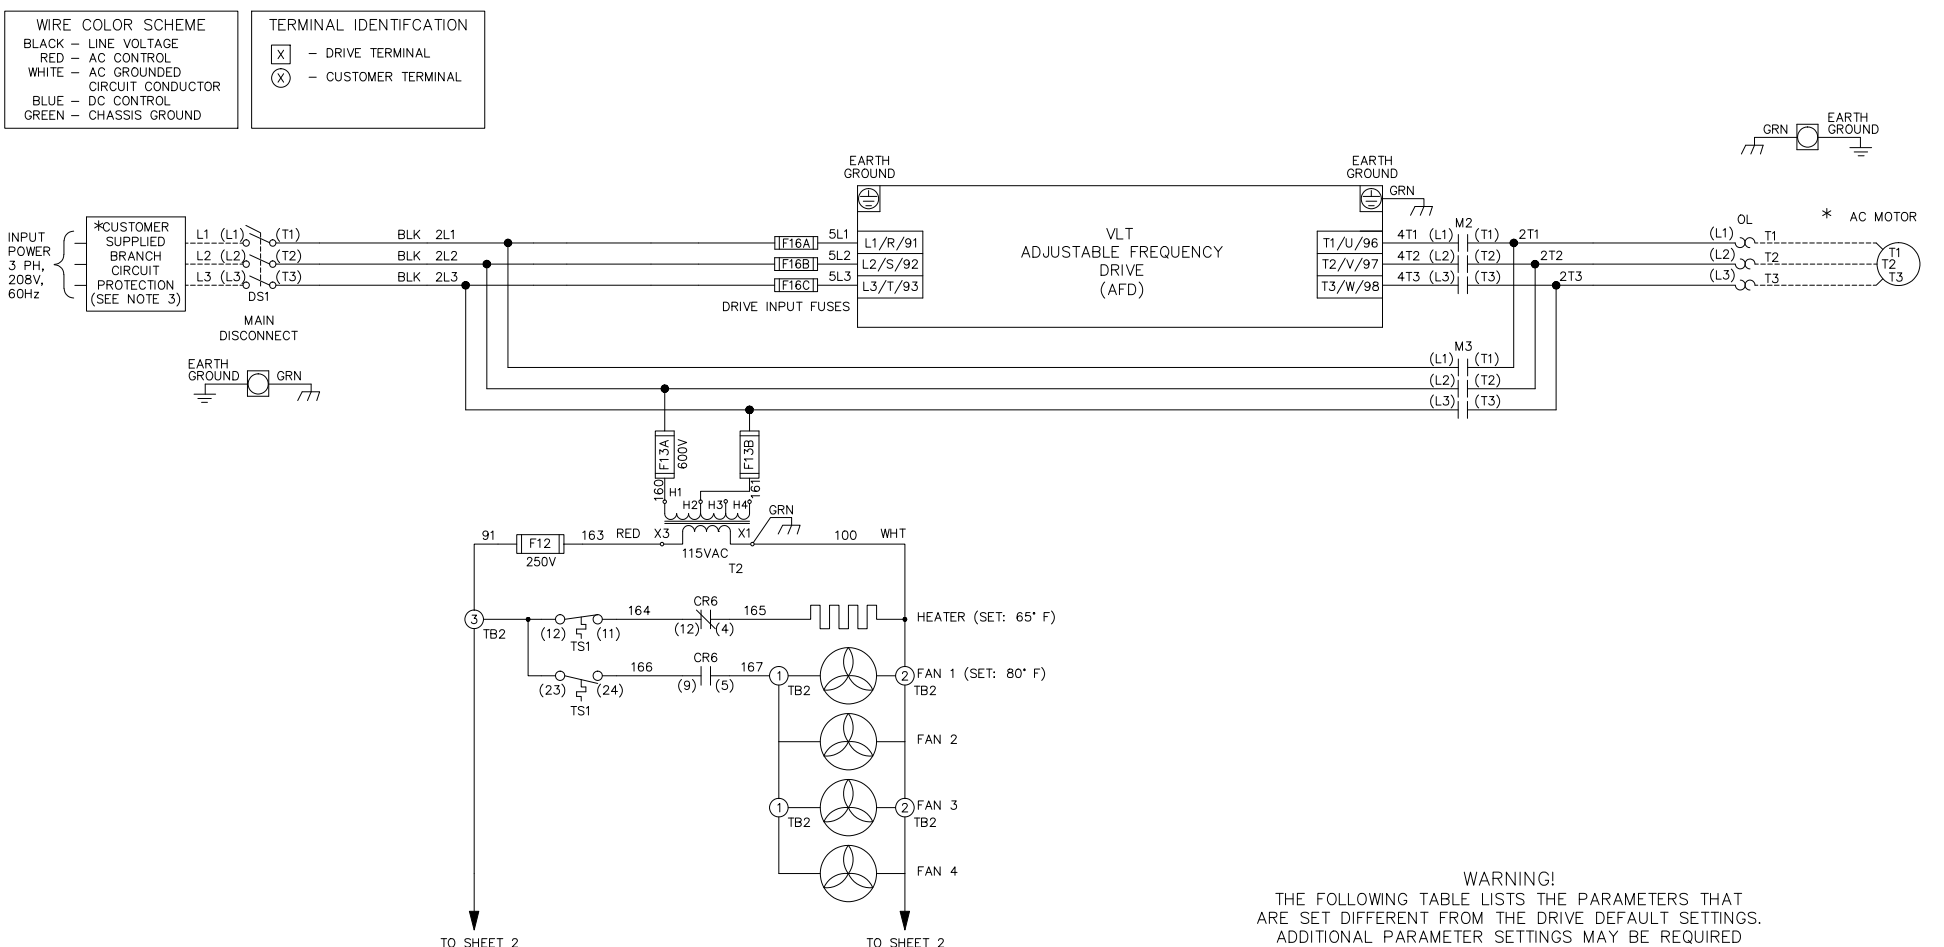 WIRE COLOR SCHEME
BLACK – LINE VOLTAGE
RED – AC CONTROL
WHITE – AC GROUNDED
CIRCUIT CONDUCTOR
BLUE – DC CONTROL
GREEN – CHASSIS GROUND
TERMINAL IDENTIFCATION
X – DRIVE TERMINAL
X – CUSTOMER TERMINAL
GRN
EARTH
GROUND
INPUT
POWER
3 PH,
208V,
60Hz
*CUSTOMER
SUPPLIED
BRANCH
CIRCUIT
PROTECTION
(SEE NOTE 3)
L1 (L1) (T1)
L2 (L2) (T2)
L3 (L3) (T3)
DS1
MAIN
DISCONNECT
EARTH
GROUND
GRN
BLK 2L1
BLK 2L2
BLK 2L3
F16A 5L1
F16B 5L2
F16C 5L3
DRIVE INPUT FUSES
EARTH
GROUND
L1/R/91
L2/S/92
L3/T/93
VLT
ADJUSTABLE FREQUENCY
DRIVE
(AFD)
EARTH
GROUND
GRN
T1/U/96
T2/V/97
T3/W/98
M2
4T1 (L1) (T1) 2T1
4T2 (L2) (T2) 2T2
4T3 (L3) (T3) 2T3
OL
(L1) T1
(L2) T2
(L3) T3
* AC MOTOR
T1
T2
T3
M3
(L1) (T1)
(L2) (T2)
(L3) (T3)
F13A
600V
F13B
160
161
H1
H2 H3 H4
GRN
91
F12
250V
163 RED X3
X1
115VAC
T2
100 WHT
3
TB2
(12) (11)
TS1
164
CR6
(12) (4)
165
HEATER (SET: 65° F)
(23) (24)
TS1
166
CR6
(9) (5)
167
1
TB2
2
TB2
FAN 1 (SET: 80° F)
FAN 2
1
TB2
2
TB2
FAN 3
FAN 4
TO SHEET 2
TO SHEET 2
WARNING!
THE FOLLOWING TABLE LISTS THE PARAMETERS THAT
ARE SET DIFFERENT FROM THE DRIVE DEFAULT SETTINGS.
ADDITIONAL PARAMETER SETTINGS MAY BE REQUIRED